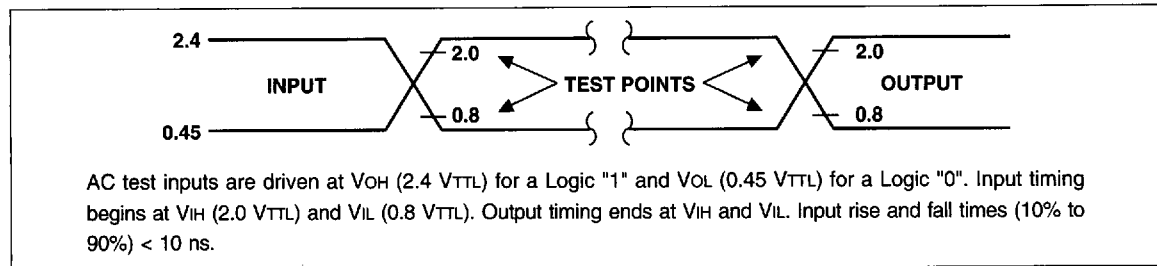 2.4
2.0
2.0
INPUT
TEST POINTS
OUTPUT
0.8
0.8
0.45
AC test inputs are driven at VOH (2.4 VTTL) for a Logic "1" and VOL (0.45 VTTL) for a Logic "0". Input timing
begins at VIH (2.0 VTTL) and VIL (0.8 VTTL). Output timing ends at VIH and VIL. Input rise and fall times (10% to
90%) < 10 ns.